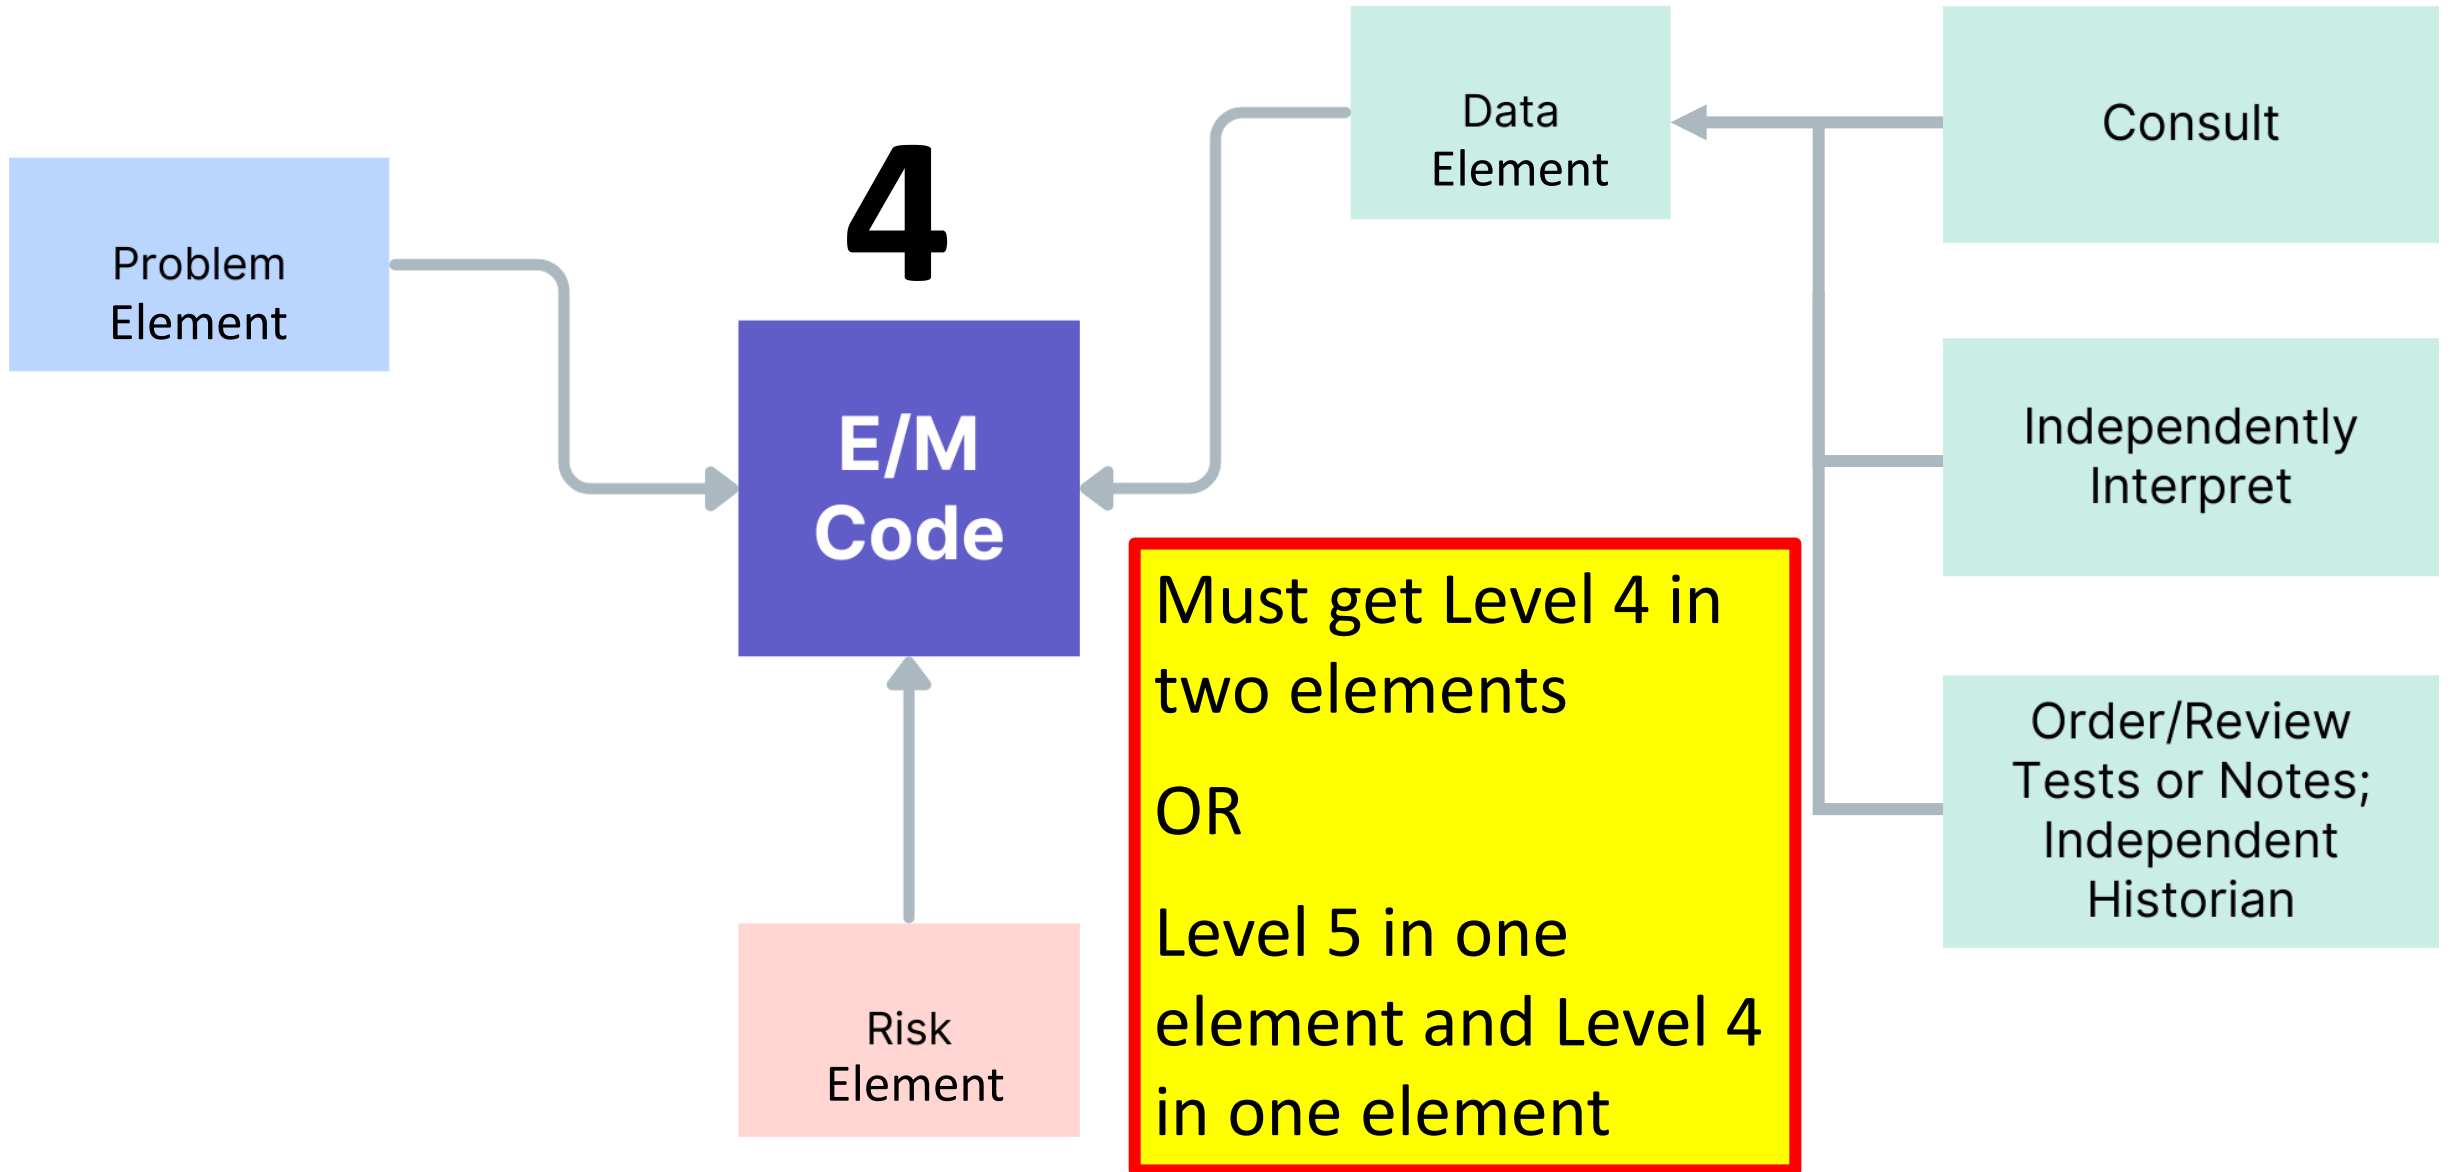 Problem
Element
4
E/M
Code
Data
Element
Consult
Independently
Interpret
Order/Review
Tests or Notes;
Independent
Historian
Risk
Element
Must get Level 4 in
two elements
OR
Level 5 in one
element and Level 4
in one element